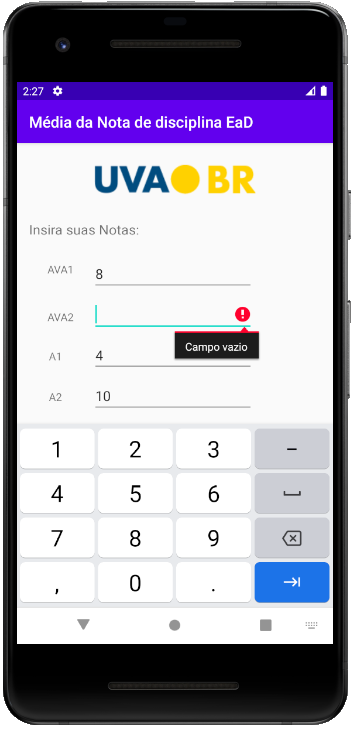 2:27
Média da Nota de disciplina EaD
UVA BR
Insira suas Notas:
AVA1 8
AVA2
Campo vazio
A1 4
A2 10
1 2 3 −
4 5 6
7 8 9
, 0 .